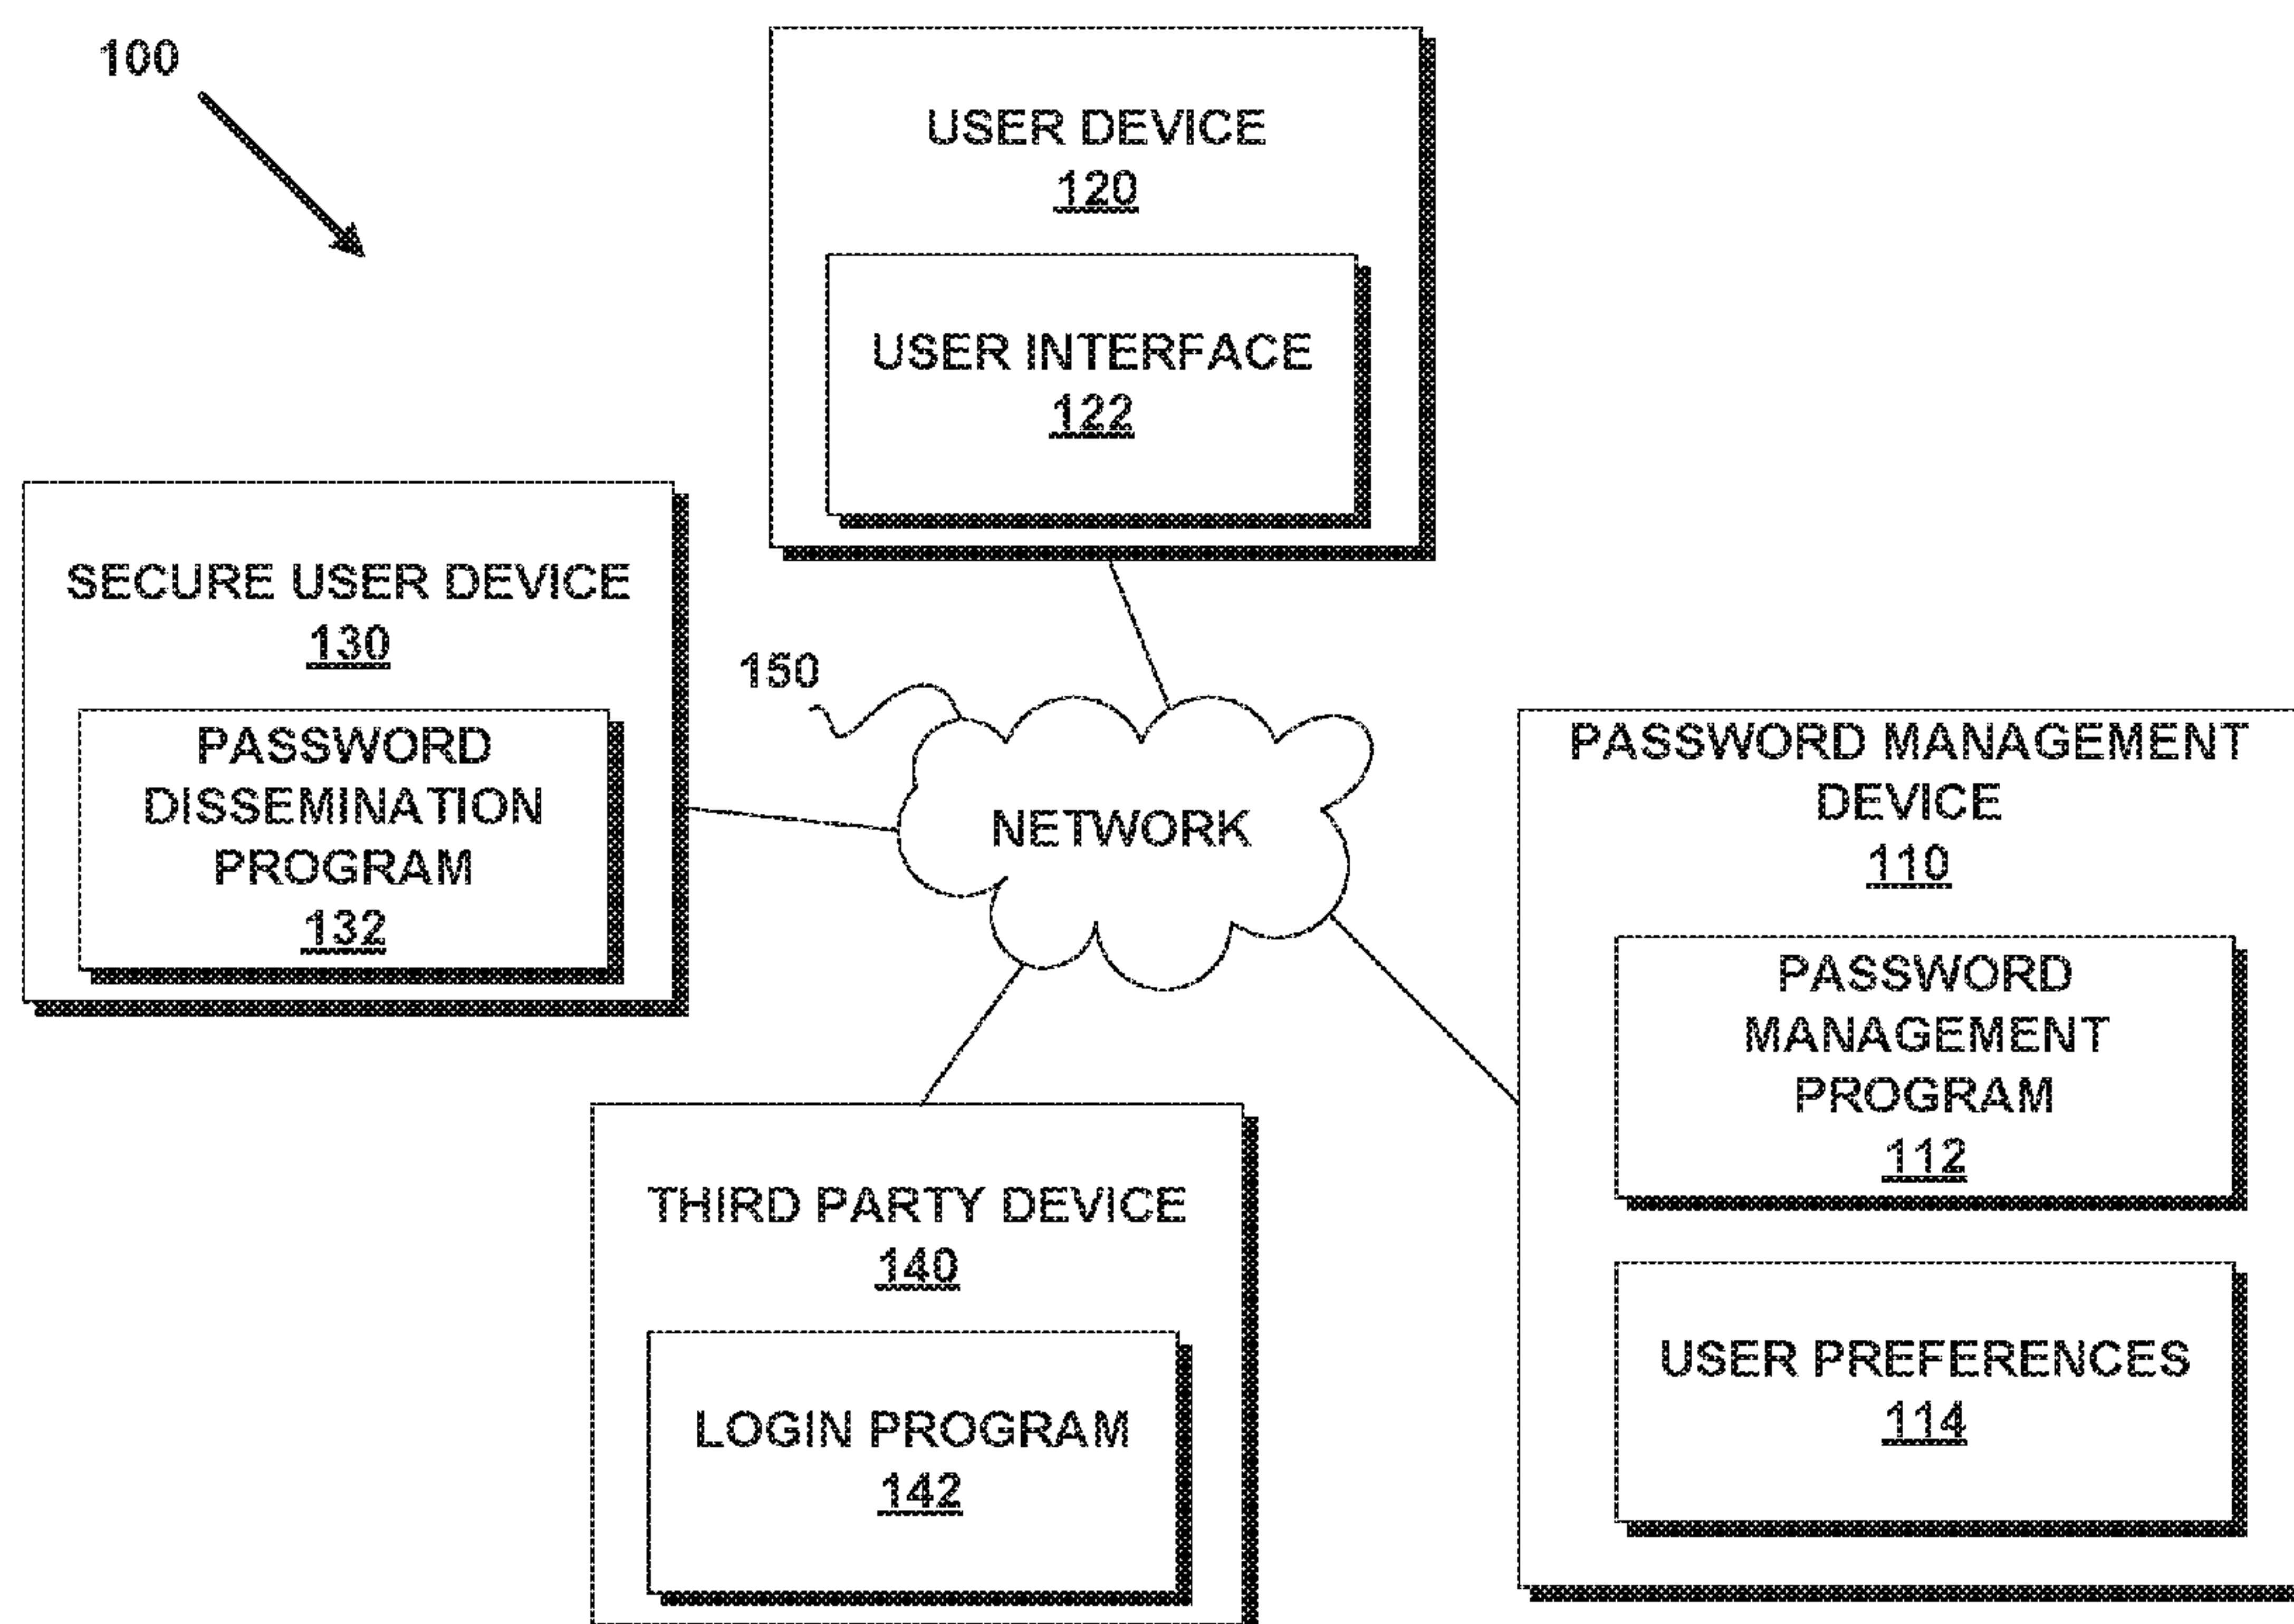 100
USER DEVICE
120
USER INTERFACE
122
SECURE USER DEVICE
130
PASSWORD
DISSEMINATION
PROGRAM
132
150
NETWORK
PASSWORD MANAGEMENT
DEVICE
110
PASSWORD
MANAGEMENT
PROGRAM
112
USER PREFERENCES
114
THIRD PARTY DEVICE
140
LOGIN PROGRAM
142